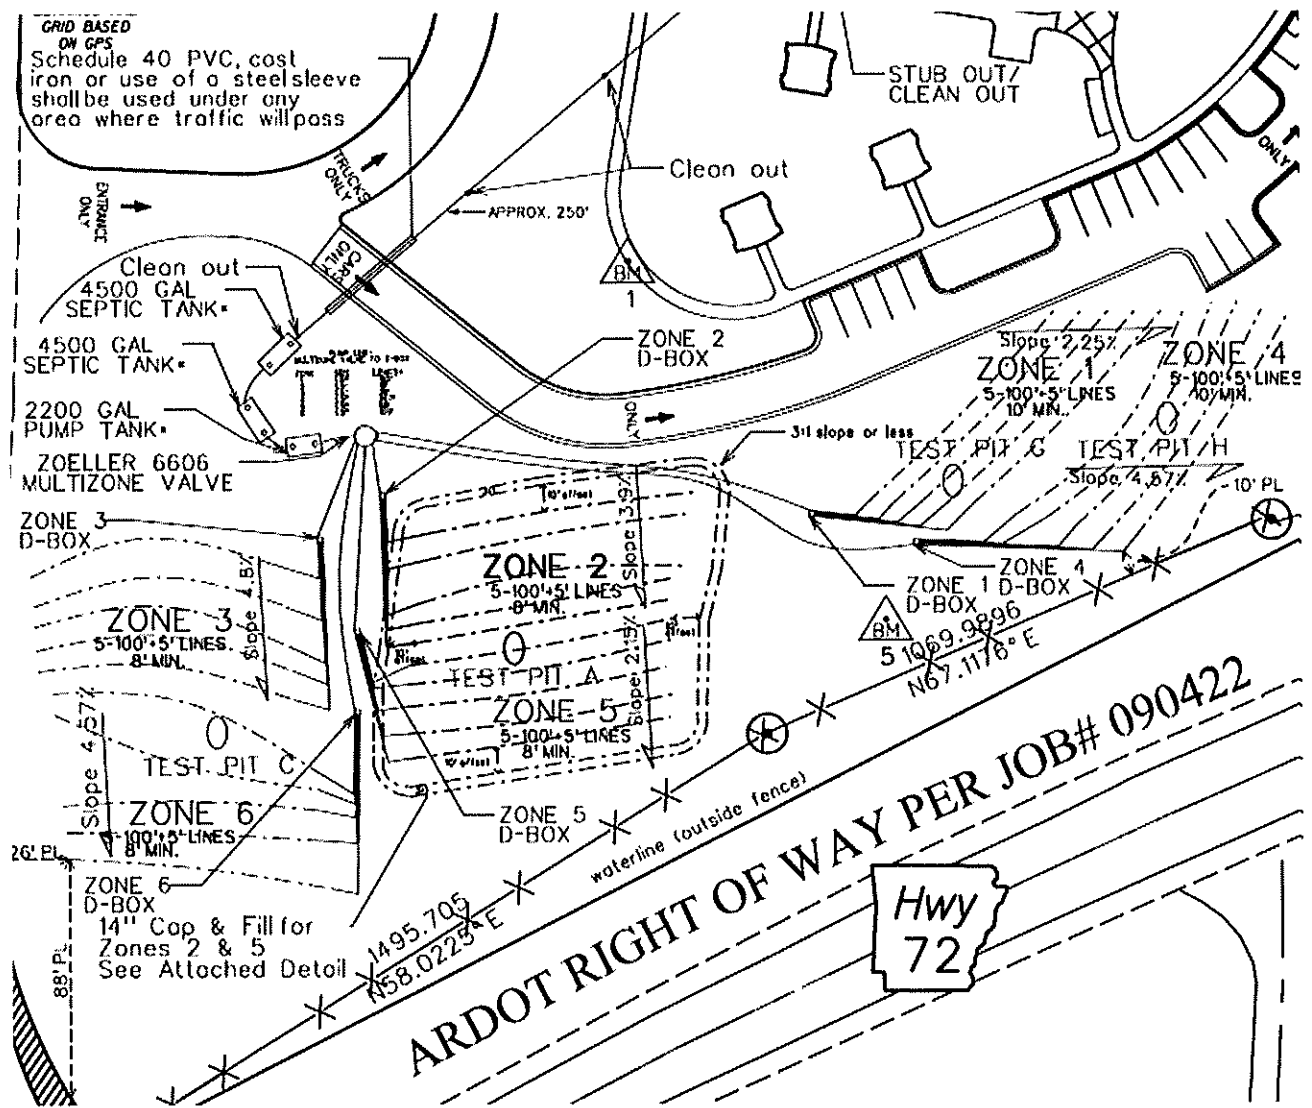 GRID BASED
ON GPS
Schedule 40 PVC, cost
iron or use of a steel sleeve
shall be used under any
area where traffic will pass
STUB OUT/
CLEAN OUT
Clean out
APPROX. 250'
TRUCKS
ONLY
ENTRANCE
ONLY
CARS
ONLY
ONLY
BM
1
Clean out
4500 GAL
SEPTIC TANK*
4500 GAL
SEPTIC TANK*
2200 GAL
PUMP TANK*
ZOELLER 6606
MULTIZONE VALVE
ZONE 2
D-BOX
ONLY
3:1 slope or less
Slope 2.25%
ZONE 1
5-100'+5' LINES
10' MIN.
ZONE 4
5-100'+5' LINES
10' MIN.
TEST PIT G
TEST PIT H
Slope 4.67%
10' PL
ZONE 3
D-BOX
10' offset
Slope 3.9%
ZONE 2
5-100'+5' LINES
8' MIN.
Slope 4.8%
ZONE 3
5-100'+5' LINES
8' MIN.
ZONE 4
D-BOX
ZONE 1
D-BOX
BM
5
1069.9896
N67.1176° E
TEST PIT A
Slope 2.15%
ZONE 5
5-100'+5' LINES
8' MIN.
10' offset
Slope 4.57%
TEST PIT C
ZONE 6
5-100'+5' LINES
8' MIN.
26' PL
ZONE 5
D-BOX
ZONE 6
D-BOX
14" Cap & Fill for
Zones 2 & 5
See Attached Detail
88' PL
1495.705
N58.0225° E
waterline (outside fence)
ARDOT RIGHT OF WAY PER JOB# 090422
Hwy
72